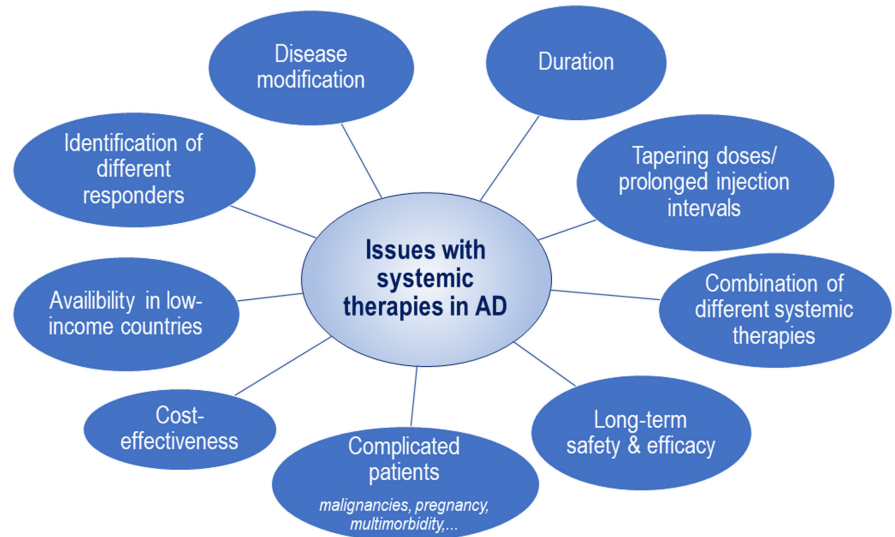 Disease
modification
Duration
Identification of
different
responders
Tapering doses/
prolonged injection
intervals
Issues with
systemic
therapies in AD
Availibility in low-
income countries
Combination of
different systemic
therapies
Cost-
effectiveness
Complicated
patients
malignancies, pregnancy,
multimorbidity,...
Long-term
safety & efficacy